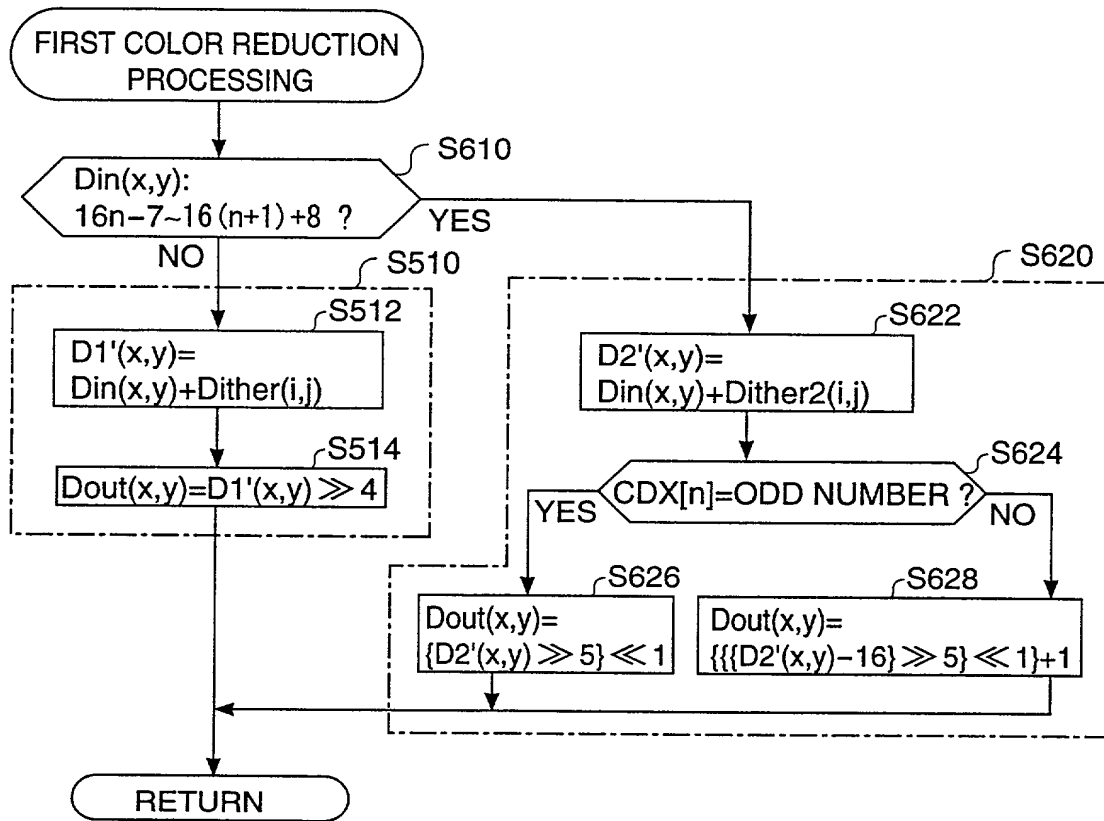 FIRST COLOR REDUCTION
PROCESSING
S610
Din(x,y):
16n−7~16(n+1)+8 ?
YES
NO
S510
S512
D1'(x,y)=
Din(x,y)+Dither(i,j)
S514
Dout(x,y)=D1'(x,y)≫4
S620
S622
D2'(x,y)=
Din(x,y)+Dither2(i,j)
S624
CDX[n]=ODD NUMBER ?
YES
NO
S626
Dout(x,y)=
{D2'(x,y)≫5}≪1
S628
Dout(x,y)=
{{{D2'(x,y)−16}≫5}≪1}+1
RETURN